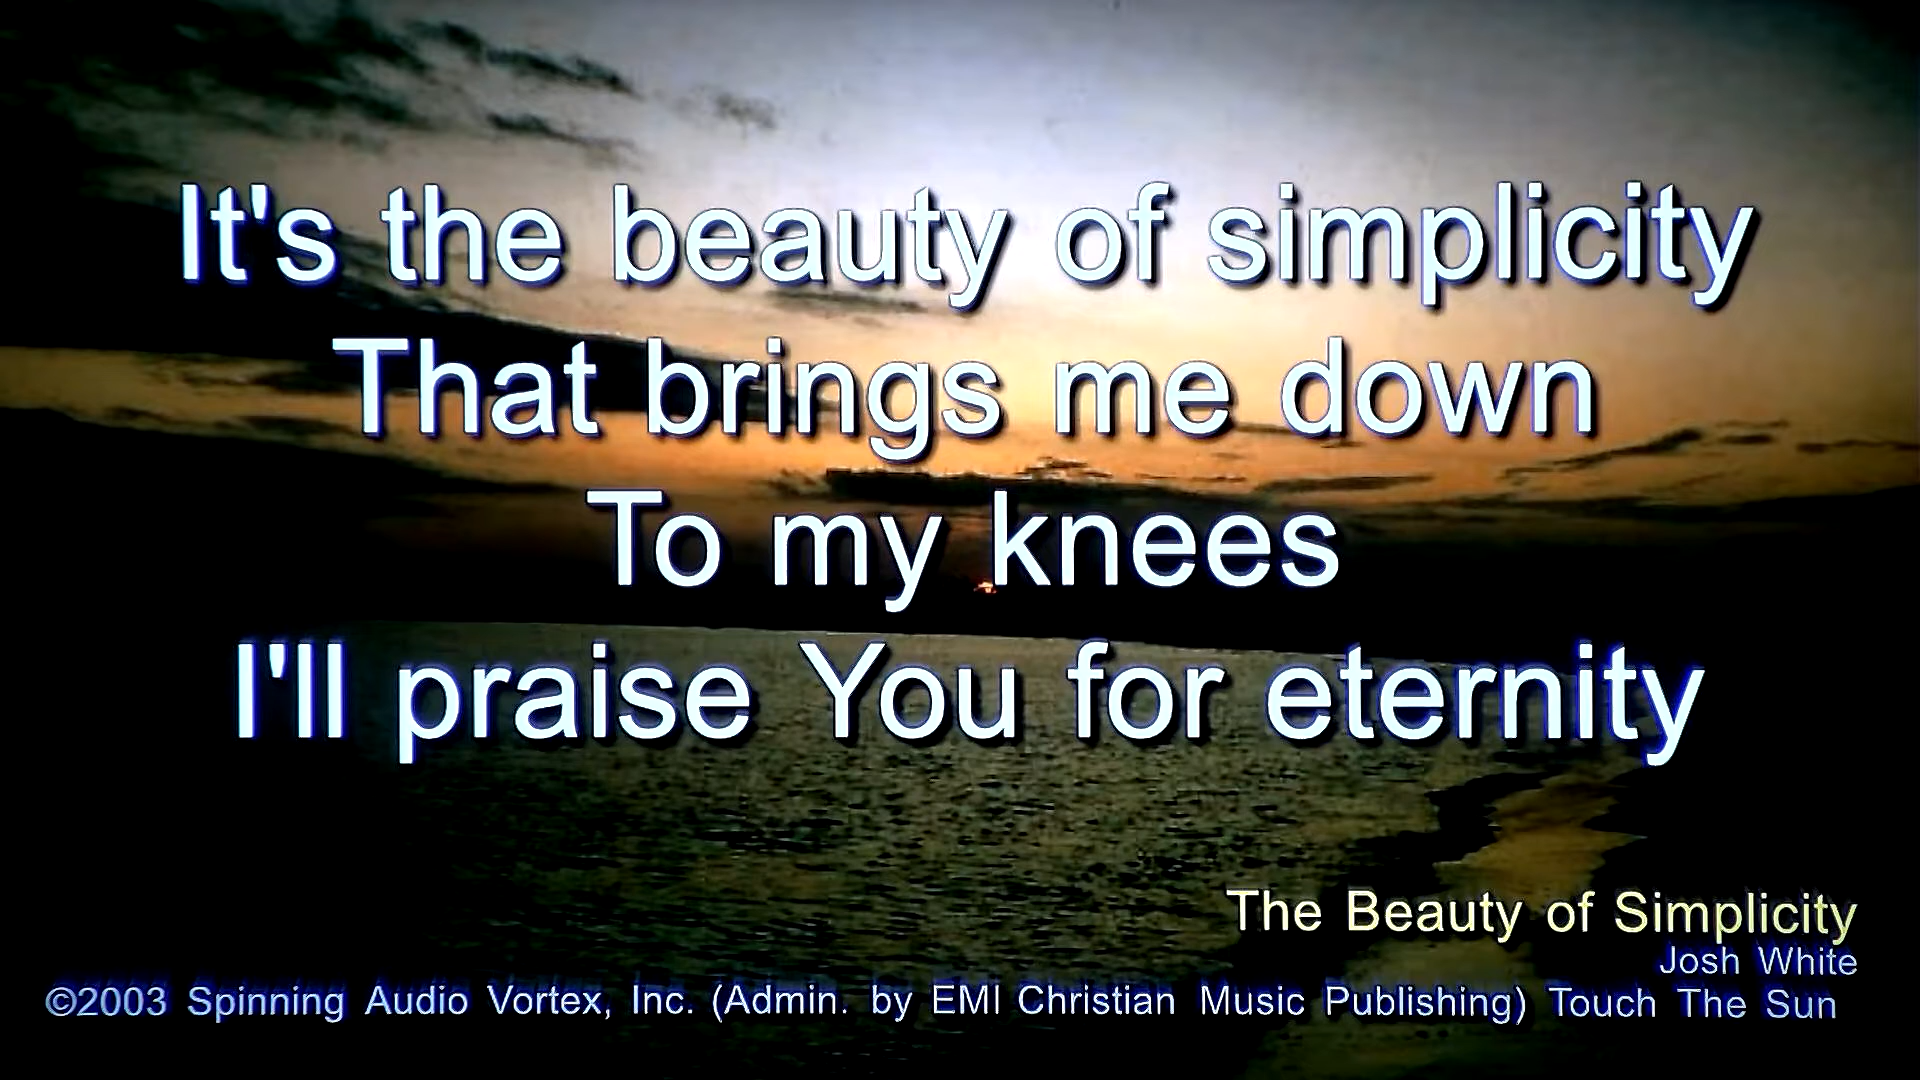 It's the beauty of simplicity
That brings me down
To my knees
I'll praise You for eternity
The Beauty of Simplicity
Josh White
©2003 Spinning Audio Vortex, Inc. (Admin. by EMI Christian Music Publishing) Touch The Sun